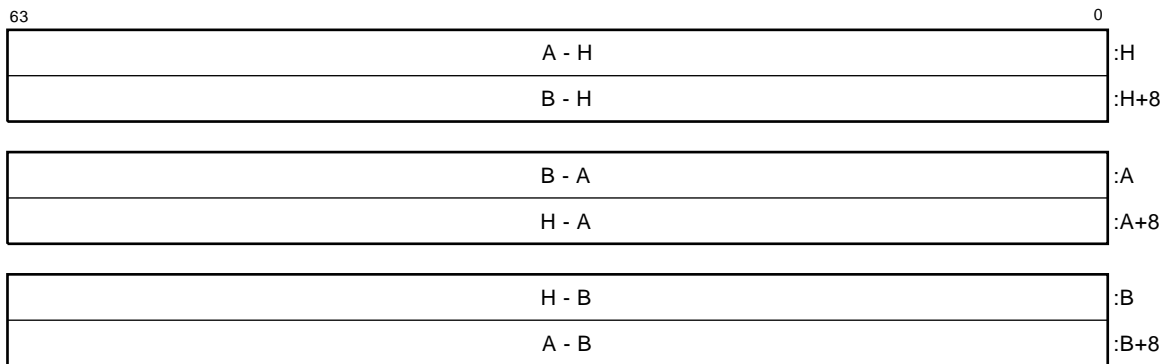 63 0
A - H :H
B - H :H+8
B - A :A
H - A :A+8
H - B :B
A - B :B+8